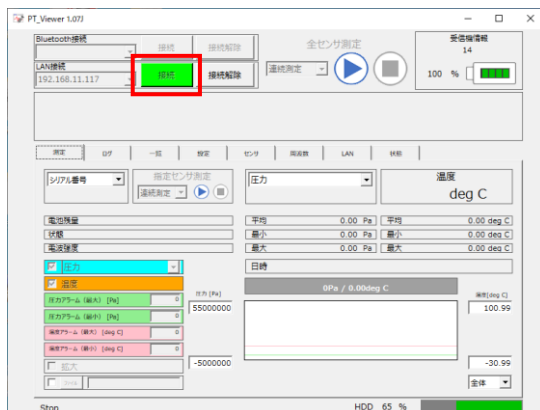 PT_Viewer 1.07J
Bluetooth接続
接続
接続解除
LAN接続
192.168.11.117
接続
接続解除
全センサ測定
連続測定
受信機情報
14
100 %
測定
ログ
一覧
設定
センサ
周波数
LAN
状態
シリアル番号
指定センサ測定
連続測定
圧力
温度
deg C
電池残量
状態
電波強度
平均 0.00 Pa
最小 0.00 Pa
最大 0.00 Pa
平均 0.00 deg C
最小 0.00 deg C
最大 0.00 deg C
圧力
温度
圧力アラーム (最大) [Pa] 0
圧力アラーム (最小) [Pa] 0
温度アラーム (最大) [deg C] 0
温度アラーム (最小) [deg C] 0
拡大
日時
0Pa / 0.00deg C
圧力 [Pa]
55000000
-5000000
温度[deg C]
100.99
-30.99
全体
Stop
HDD 65 %